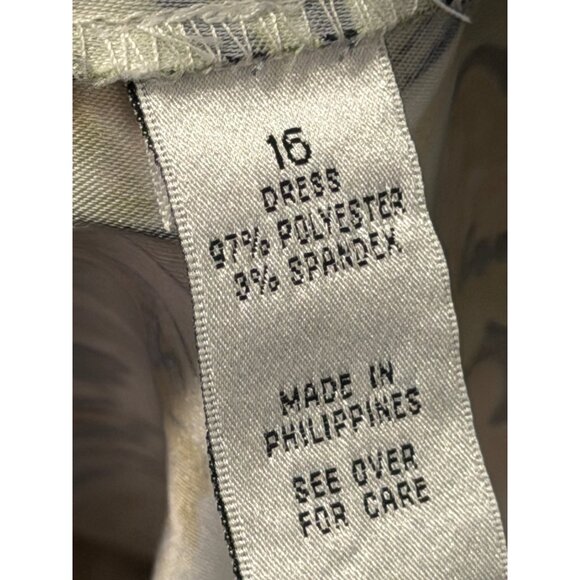 16
DRESS
97% POLYESTER
3% SPANDEX
MADE IN
PHILIPPINES
SEE OVER
FOR CARE